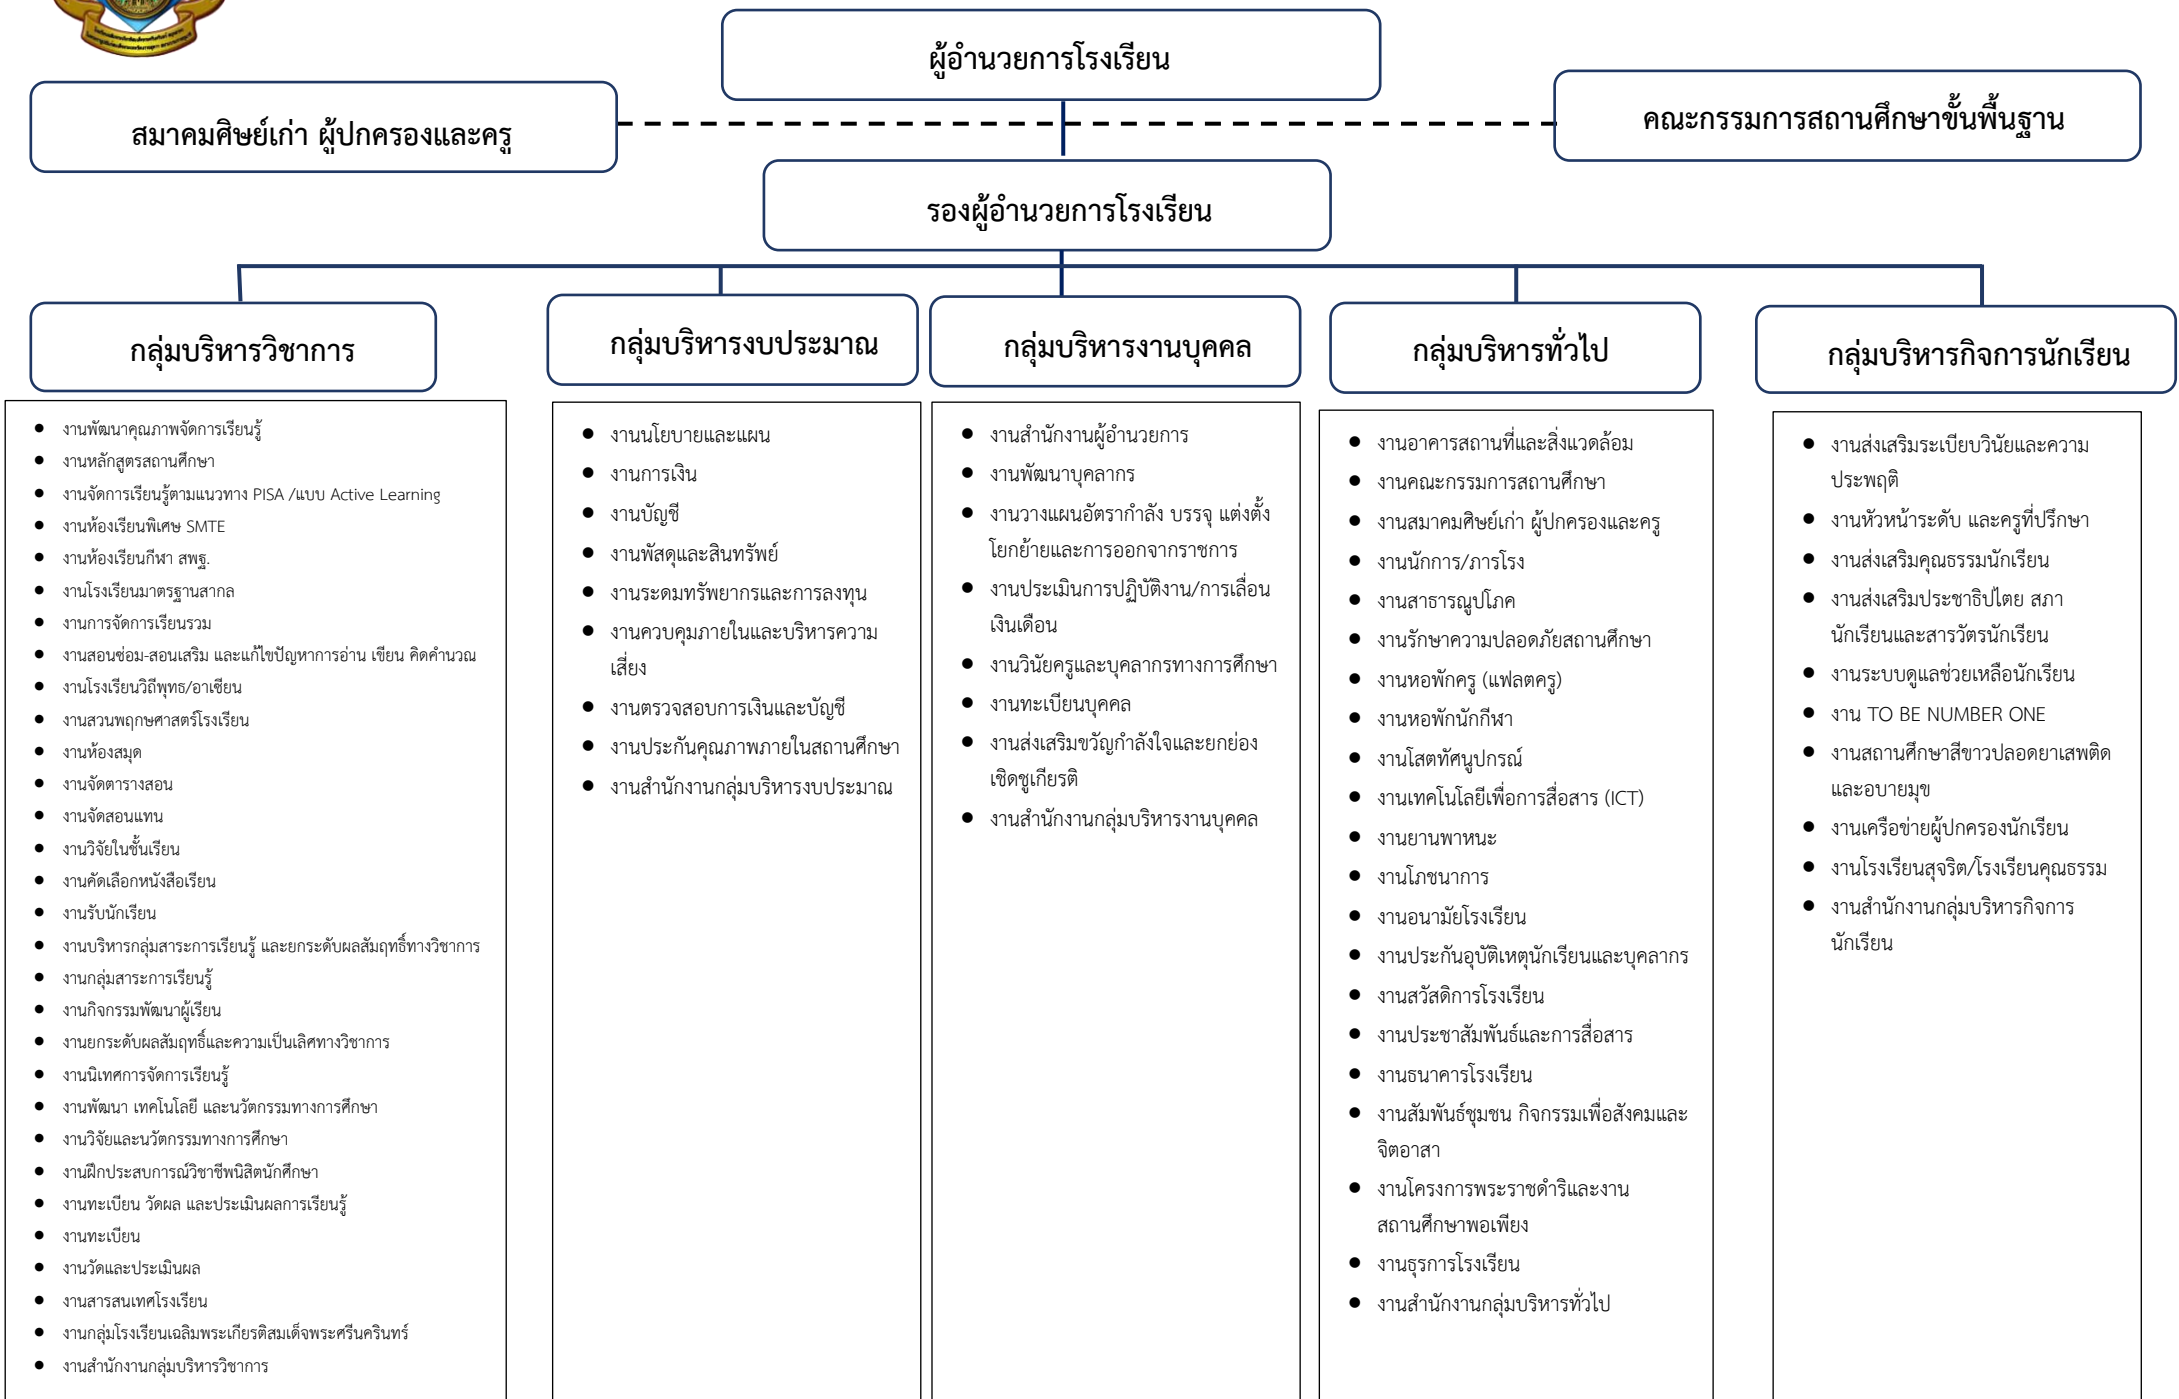 ผู้อำนวยการโรงเรียน
สมาคมศิษย์เก่า ผู้ปกครองและครู
คณะกรรมการสถานศึกษาขั้นพื้นฐาน
รองผู้อำนวยการโรงเรียน
กลุ่มบริหารวิชาการ
งานพัฒนาคุณภาพจัดการเรียนรู้
งานหลักสูตรสถานศึกษา
งานจัดการเรียนรู้ตามแนวทาง PISA /แบบ Active Learning
งานห้องเรียนพิเศษ SMTE
งานห้องเรียนกีฬา สพฐ.
งานโรงเรียนมาตรฐานสากล
งานการจัดการเรียนรวม
งานสอนซ่อม-สอนเสริม และแก้ไขปัญหาการอ่าน เขียน คิดคำนวณ
งานโรงเรียนวิถีพุทธ/อาเซียน
งานสวนพฤกษศาสตร์โรงเรียน
งานห้องสมุด
งานจัดตารางสอน
งานจัดสอนแทน
งานวิจัยในชั้นเรียน
งานคัดเลือกหนังสือเรียน
งานรับนักเรียน
งานบริหารกลุ่มสาระการเรียนรู้ และยกระดับผลสัมฤทธิ์ทางวิชาการ
งานกลุ่มสาระการเรียนรู้
งานกิจกรรมพัฒนาผู้เรียน
งานยกระดับผลสัมฤทธิ์และความเป็นเลิศทางวิชาการ
งานนิเทศการจัดการเรียนรู้
งานพัฒนา เทคโนโลยี และนวัตกรรมทางการศึกษา
งานวิจัยและนวัตกรรมทางการศึกษา
งานฝึกประสบการณ์วิชาชีพนิสิตนักศึกษา
งานทะเบียน วัดผล และประเมินผลการเรียนรู้
งานทะเบียน
งานวัดและประเมินผล
งานสารสนเทศโรงเรียน
งานกลุ่มโรงเรียนเฉลิมพระเกียรติสมเด็จพระศรีนครินทร์
งานสำนักงานกลุ่มบริหารวิชาการ
กลุ่มบริหารงบประมาณ
งานนโยบายและแผน
งานการเงิน
งานบัญชี
งานพัสดุและสินทรัพย์
งานระดมทรัพยากรและการลงทุน
งานควบคุมภายในและบริหารความ
เสี่ยง
งานตรวจสอบการเงินและบัญชี
งานประกันคุณภาพภายในสถานศึกษา
งานสำนักงานกลุ่มบริหารงบประมาณ
กลุ่มบริหารงานบุคคล
งานสำนักงานผู้อำนวยการ
งานพัฒนาบุคลากร
งานวางแผนอัตรากำลัง บรรจุ แต่งตั้ง
โยกย้ายและการออกจากราชการ
งานประเมินการปฏิบัติงาน/การเลื่อน
เงินเดือน
งานวินัยครูและบุคลากรทางการศึกษา
งานทะเบียนบุคคล
งานส่งเสริมขวัญกำลังใจและยกย่อง
เชิดชูเกียรติ
งานสำนักงานกลุ่มบริหารงานบุคคล
กลุ่มบริหารทั่วไป
งานอาคารสถานที่และสิ่งแวดล้อม
งานคณะกรรมการสถานศึกษา
งานสมาคมศิษย์เก่า ผู้ปกครองและครู
งานนักการ/ภารโรง
งานสาธารณูปโภค
งานรักษาความปลอดภัยสถานศึกษา
งานหอพักครู (แฟลตครู)
งานหอพักนักกีฬา
งานโสตทัศนูปกรณ์
งานเทคโนโลยีเพื่อการสื่อสาร (ICT)
งานยานพาหนะ
งานโภชนาการ
งานอนามัยโรงเรียน
งานประกันอุบัติเหตุนักเรียนและบุคลากร
งานสวัสดิการโรงเรียน
งานประชาสัมพันธ์และการสื่อสาร
งานธนาคารโรงเรียน
งานสัมพันธ์ชุมชน กิจกรรมเพื่อสังคมและ
จิตอาสา
งานโครงการพระราชดำริและงาน
สถานศึกษาพอเพียง
งานธุรการโรงเรียน
งานสำนักงานกลุ่มบริหารทั่วไป
กลุ่มบริหารกิจการนักเรียน
งานส่งเสริมระเบียบวินัยและความ
ประพฤติ
งานหัวหน้าระดับ และครูที่ปรึกษา
งานส่งเสริมคุณธรรมนักเรียน
งานส่งเสริมประชาธิปไตย สภา
นักเรียนและสารวัตรนักเรียน
งานระบบดูแลช่วยเหลือนักเรียน
งาน TO BE NUMBER ONE
งานสถานศึกษาสีขาวปลอดยาเสพติด
และอบายมุข
งานเครือข่ายผู้ปกครองนักเรียน
งานโรงเรียนสุจริต/โรงเรียนคุณธรรม
งานสำนักงานกลุ่มบริหารกิจการ
นักเรียน